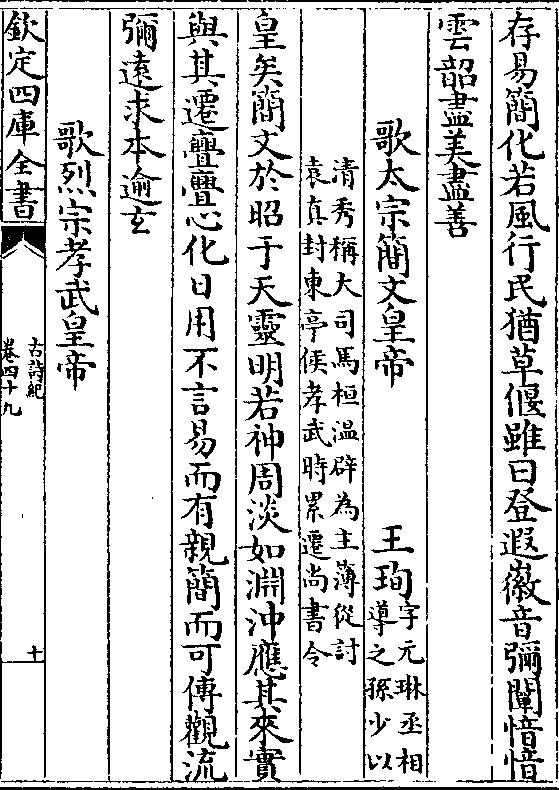 存易簡化若風行民猶草偃雖曰登遐徽音彌闡愔愔
雲韶盡美盡善
歌太宗簡文皇帝　王珣字元琳丞相導之孫少以
清秀稱大司馬桓温辟為主薄從討
袁真封東亭侯孝武時累遷尚書令
皇矣簡文於昭于天靈明若神周淡如淵沖應其來實
與其遷亹亹心化日用不言易而有親簡而可傳觀流
彌遠求本逾玄
歌烈宗孝武皇帝
欽定四庫全書
古詩紀
卷四十九
十